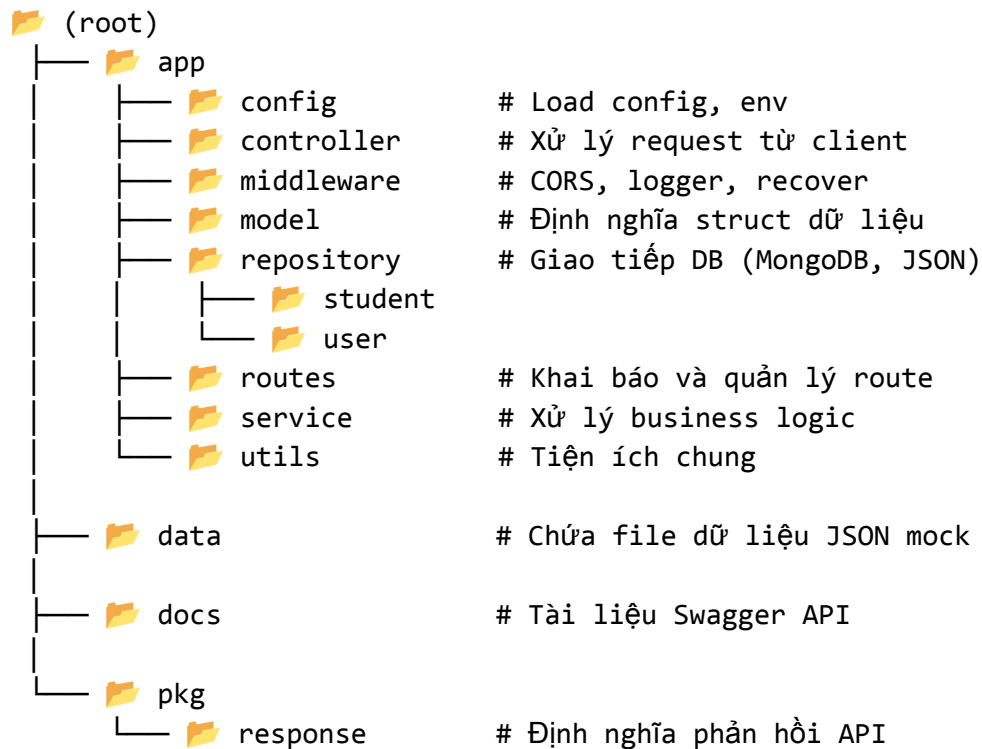 (root)
app
config # Load config, env
controller # Xử lý request từ client
middleware # CORS, logger, recover
model # Định nghĩa struct dữ liệu
repository # Giao tiếp DB (MongoDB, JSON)
student
user
routes # Khai báo và quản lý route
service # Xử lý business logic
utils # Tiện ích chung
data # Chứa file dữ liệu JSON mock
docs # Tài liệu Swagger API
pkg
response # Định nghĩa phản hồi API